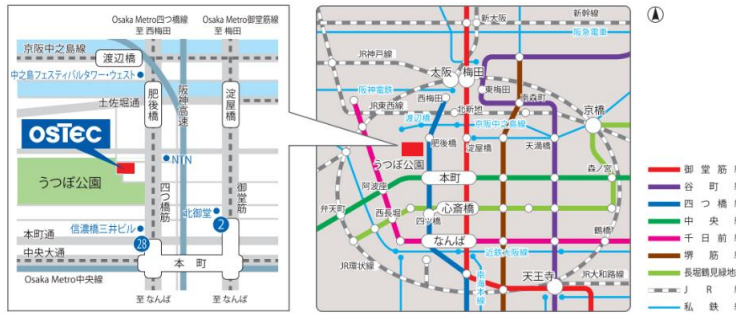 Osaka Metro四つ橋線
至 西梅田
Osaka Metro御堂筋線
至 梅田
京阪中之島線
渡辺橋
中之島フェスティバルタワー・ウェスト
肥後橋
阪神高速
淀屋橋
土佐堀通
OSTEC
NTN
うつぼ公園
四つ橋筋
御堂筋
北御堂
信濃橋三井ビル
2
本町通
28
中央大通
本町
Osaka Metro中央線
至 なんば
至 なんば
新幹線
新大阪
阪急電車
JR神戸線
大阪
梅田
東梅田
南森町
阪神電鉄
西梅田
JR東西線
北新地
京橋
渡辺橋
京阪中之島線
肥後橋
淀屋橋
天満橋
うつぼ公園
森ノ宮
阿波座
本町
弁天町
西長堀
心斎橋
四ツ橋
鶴橋
なんば
近鉄大阪線
JR環状線
南海本線
天王寺
JR大和路線
御堂筋線
谷町線
四つ橋線
中央線
千日前線
堺筋線
長堀鶴見緑地
JR線
私鉄線